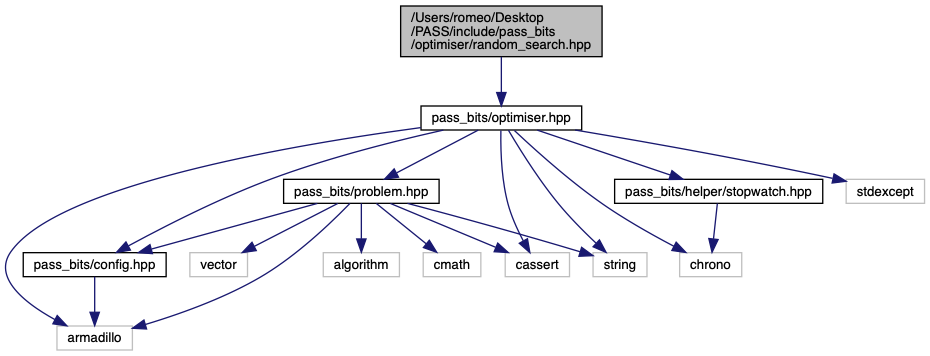 /Users/romeo/Desktop
/PASS/include/pass_bits
/optimiser/random_search.hpp
pass_bits/optimiser.hpp
pass_bits/problem.hpp
pass_bits/helper/stopwatch.hpp
stdexcept
pass_bits/config.hpp
vector
algorithm
cmath
cassert
string
chrono
armadillo